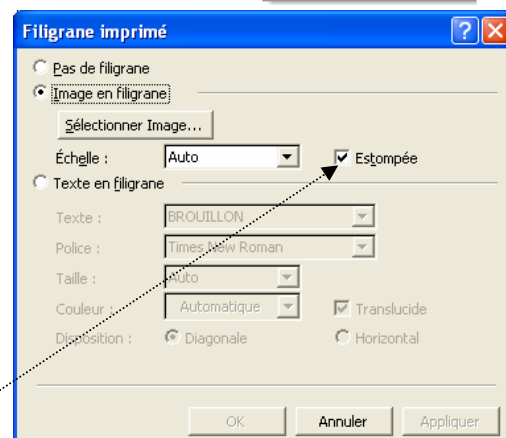 Filigrane imprimé
Pas de filigrane
Image en filigrane
Sélectionner Image...
Échelle : Auto Estompée
Texte en filigrane
Texte : BROUILLON
Police : Times New Roman
Taille : Auto
Couleur : Automatique Translucide
Disposition : Diagonale Horizontal
OK Annuler Appliquer